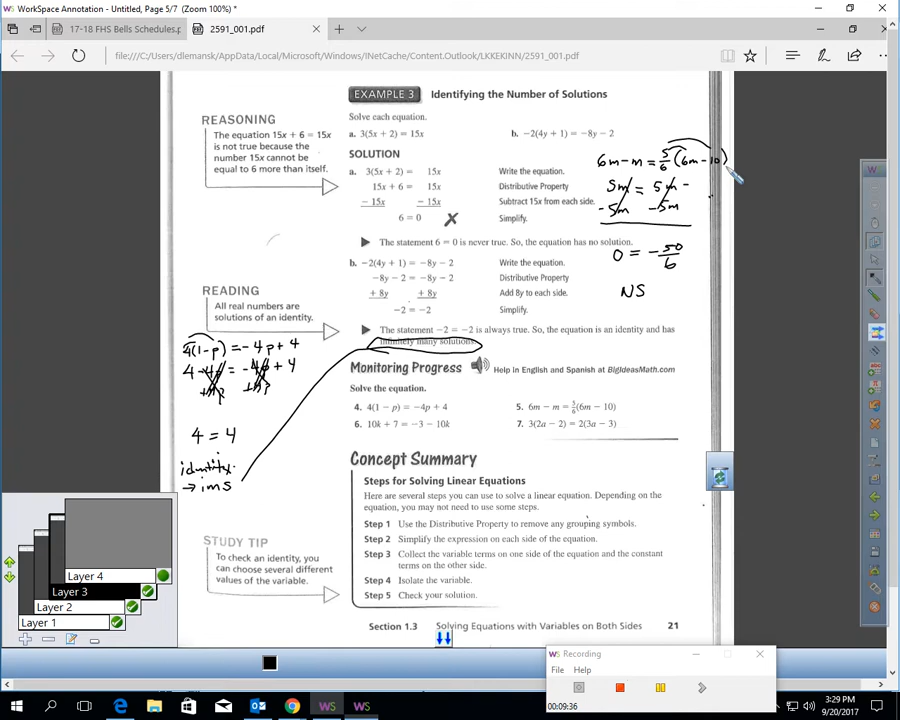 WorkSpace Annotation - Untitled, Page 5/7 (Zoom 100%)
17-18 FHS Bells Schedules.p
2591_001.pdf
file:///C:/Users/dlemansk/AppData/Local/Microsoft/Windows/INetCache/Content.Outlook/LKKEKINN/2591_001.pdf
EXAMPLE 3 Identifying the Number of Solutions
Solve each equation.
a. 3(5x + 2) = 15x b. −2(4y + 1) = −8y − 2
REASONING
The equation 15x + 6 = 15x
is not true because the
number 15x cannot be
equal to 6 more than itself.
SOLUTION
a. 3(5x + 2) = 15x Write the equation.
15x + 6 = 15x Distributive Property
− 15x − 15x Subtract 15x from each side.
6 = 0 Simplify.
The statement 6 = 0 is never true. So, the equation has no solution.
b. −2(4y + 1) = −8y − 2 Write the equation.
−8y − 2 = −8y − 2 Distributive Property
+ 8y + 8y Add 8y to each side.
−2 = −2 Simplify.
The statement −2 = −2 is always true. So, the equation is an identity and has
infinitely many solutions.
6m − m = 5/6 (6m − 10)
5m = 5m −
−5m −5m
0 = − 50/6
NS
READING
All real numbers are
solutions of an identity.
4(1−p) = −4p + 4
4 − 4p = −4p + 4
+4p +4p
4 = 4
identity
→ ims
Monitoring Progress Help in English and Spanish at BigIdeasMath.com
Solve the equation.
4. 4(1 − p) = −4p + 4 5. 6m − m = 5/6(6m − 10)
6. 10k + 7 = −3 − 10k 7. 3(2a − 2) = 2(3a − 3)
Concept Summary
Steps for Solving Linear Equations
Here are several steps you can use to solve a linear equation. Depending on the
equation, you may not need to use some steps.
Step 1 Use the Distributive Property to remove any grouping symbols.
Step 2 Simplify the expression on each side of the equation.
Step 3 Collect the variable terms on one side of the equation and the constant
terms on the other side.
Step 4 Isolate the variable.
Step 5 Check your solution.
STUDY TIP
To check an identity, you
can choose several different
values of the variable.
Section 1.3 Solving Equations with Variables on Both Sides 21
Layer 4
Layer 3
Layer 2
Layer 1
WS Recording
File Help
00:09:36
3:29 PM
9/20/2017